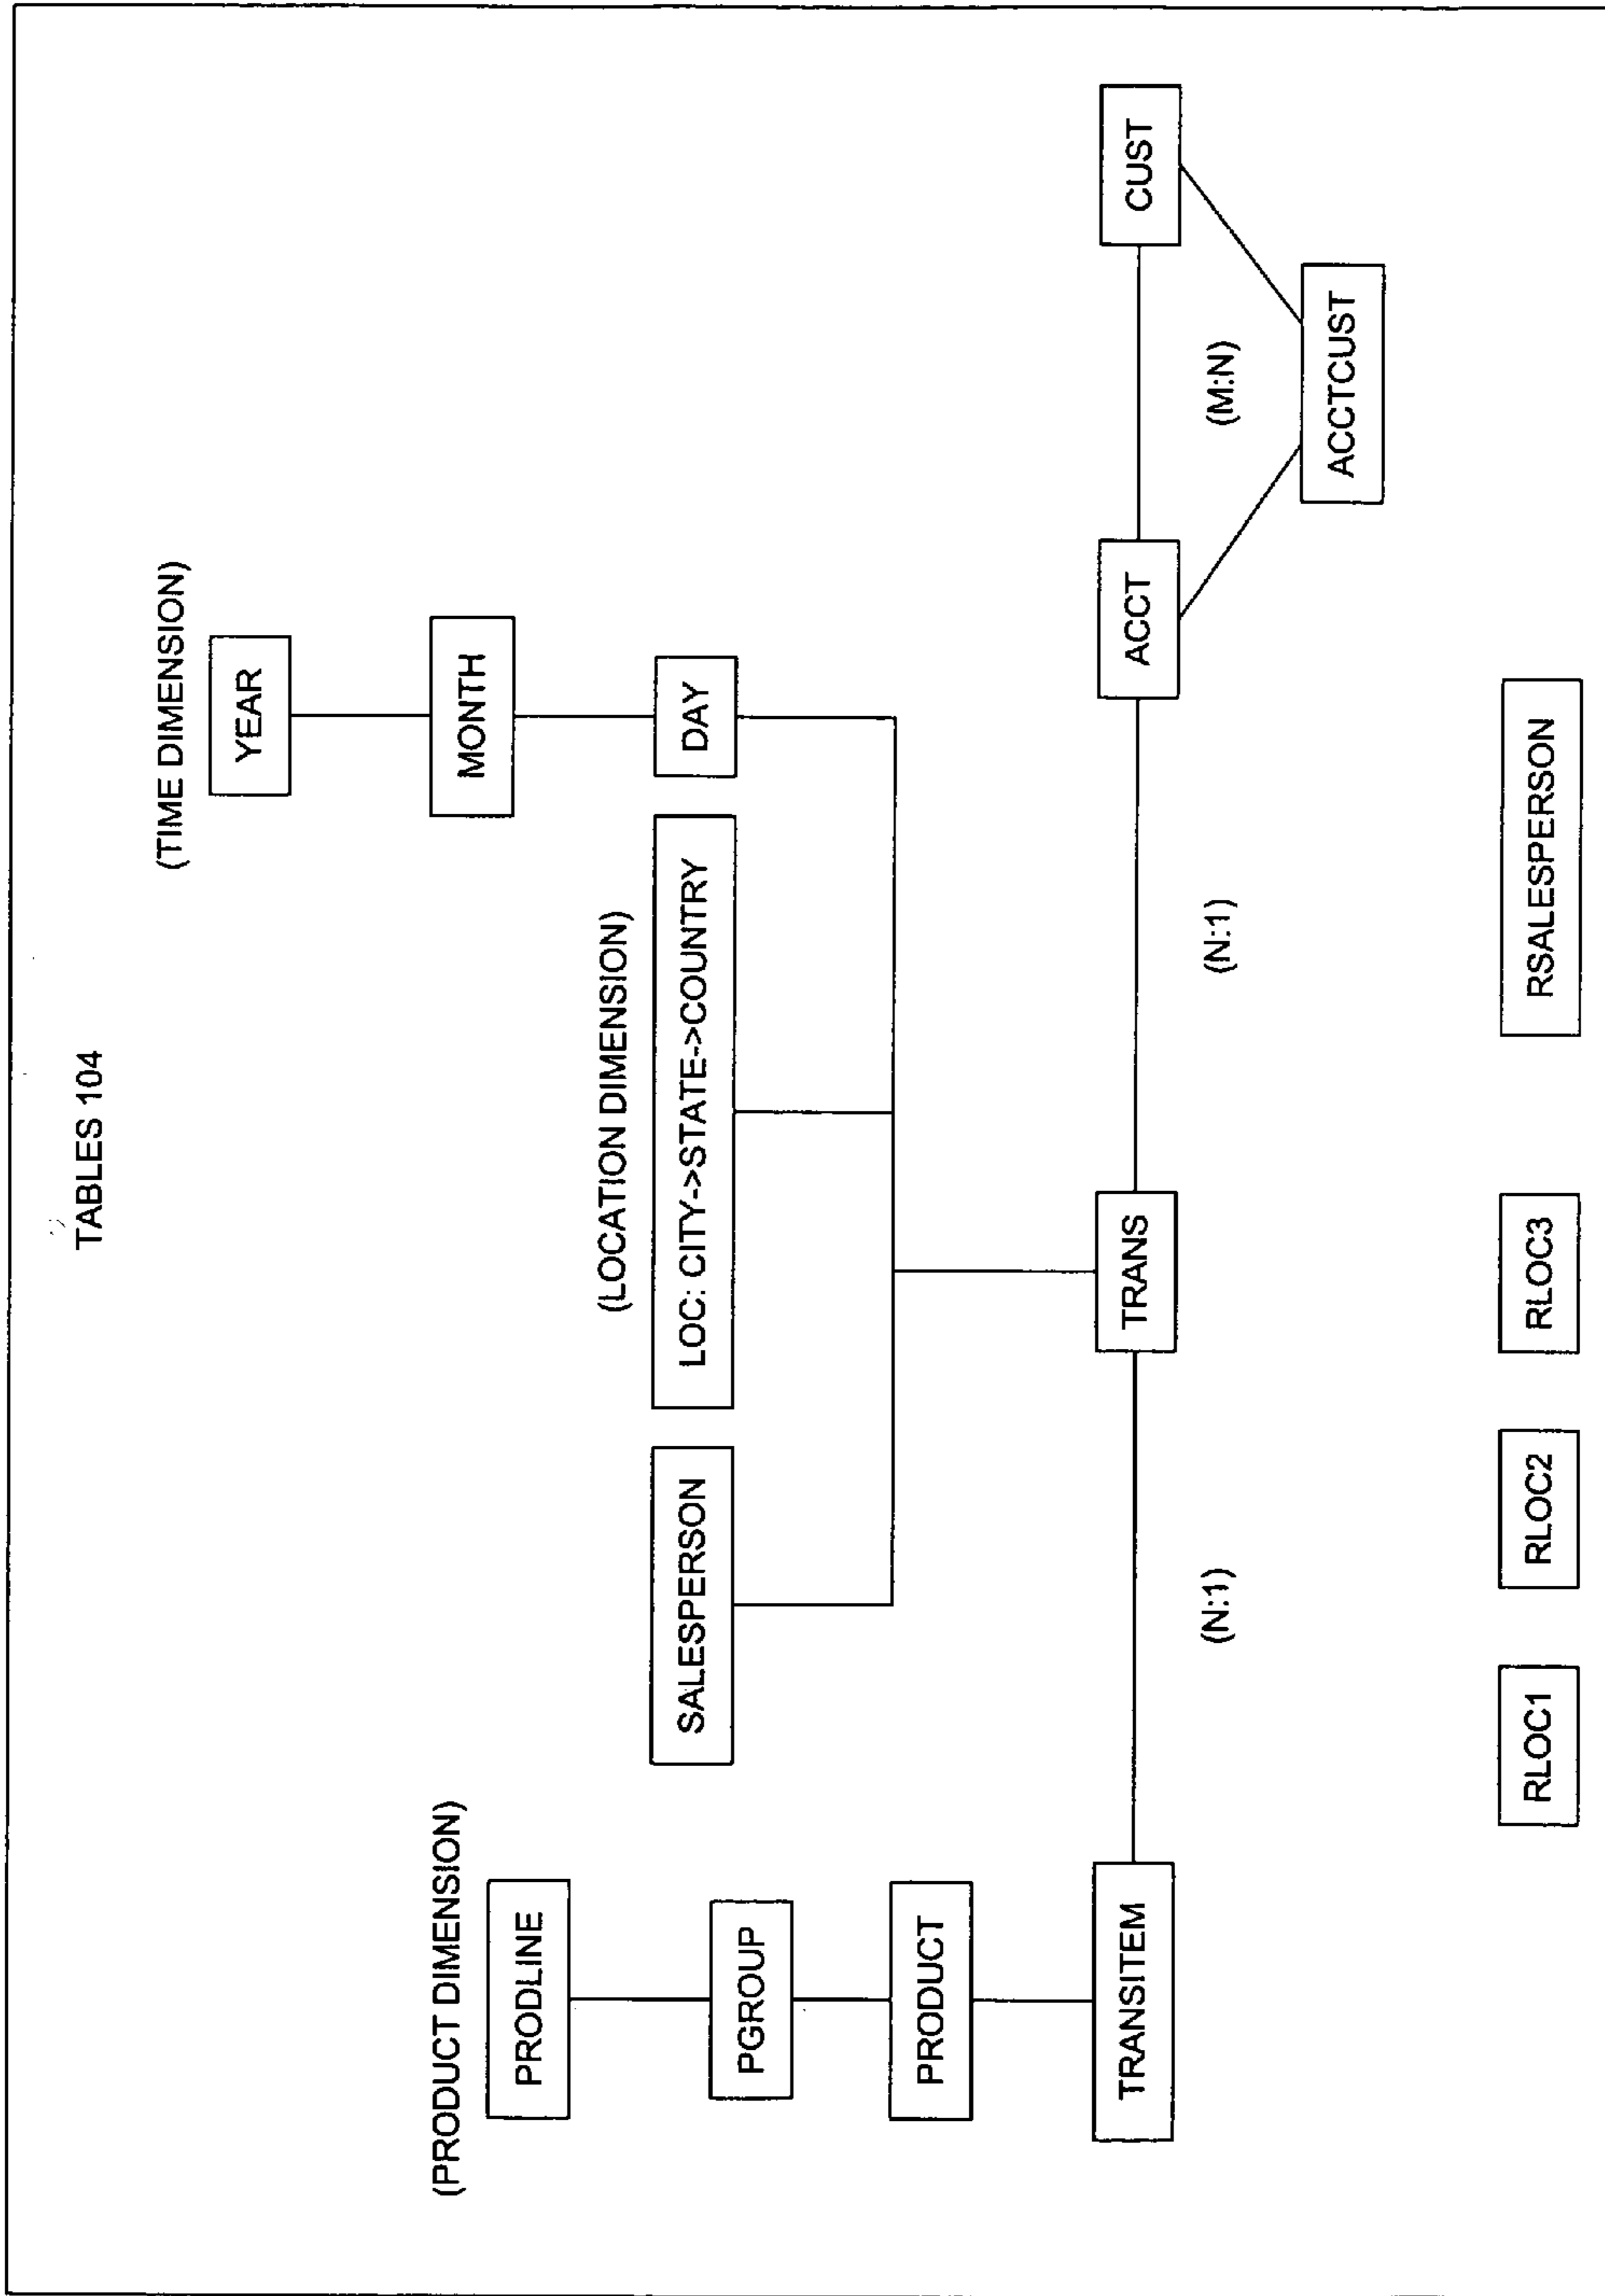 TABLES 104
(TIME DIMENSION)
YEAR
MONTH
DAY
(LOCATION DIMENSION)
LOC: CITY->STATE->COUNTRY
SALESPERSON
(PRODUCT DIMENSION)
PRODLINE
PGROUP
PRODUCT
TRANSITEM
(N:1)
TRANS
(N:1)
ACCT
(M:N)
CUST
ACCTCUST
RLOC1
RLOC2
RLOC3
RSALESPERSON